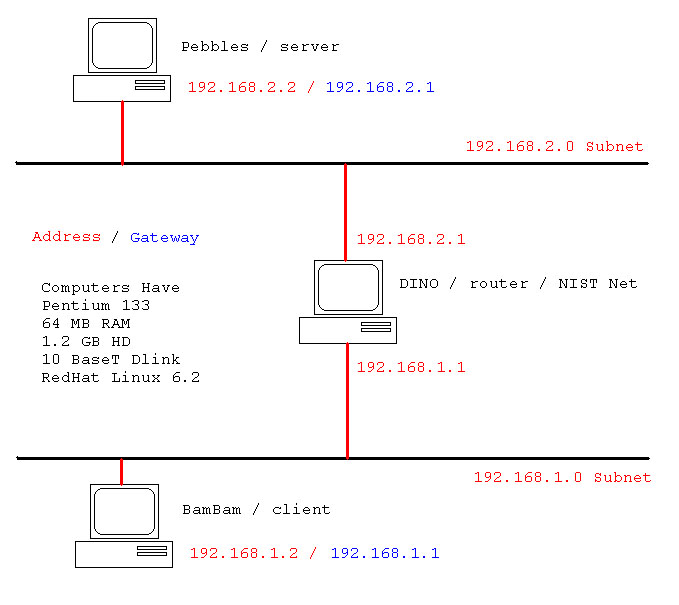 Pebbles / server
192.168.2.2 / 192.168.2.1
192.168.2.0 Subnet
Address / Gateway
192.168.2.1
Computers Have
Pentium 133
64 MB RAM
1.2 GB HD
10 BaseT Dlink
RedHat Linux 6.2
DINO / router / NIST Net
192.168.1.1
192.168.1.0 Subnet
BamBam / client
192.168.1.2 / 192.168.1.1